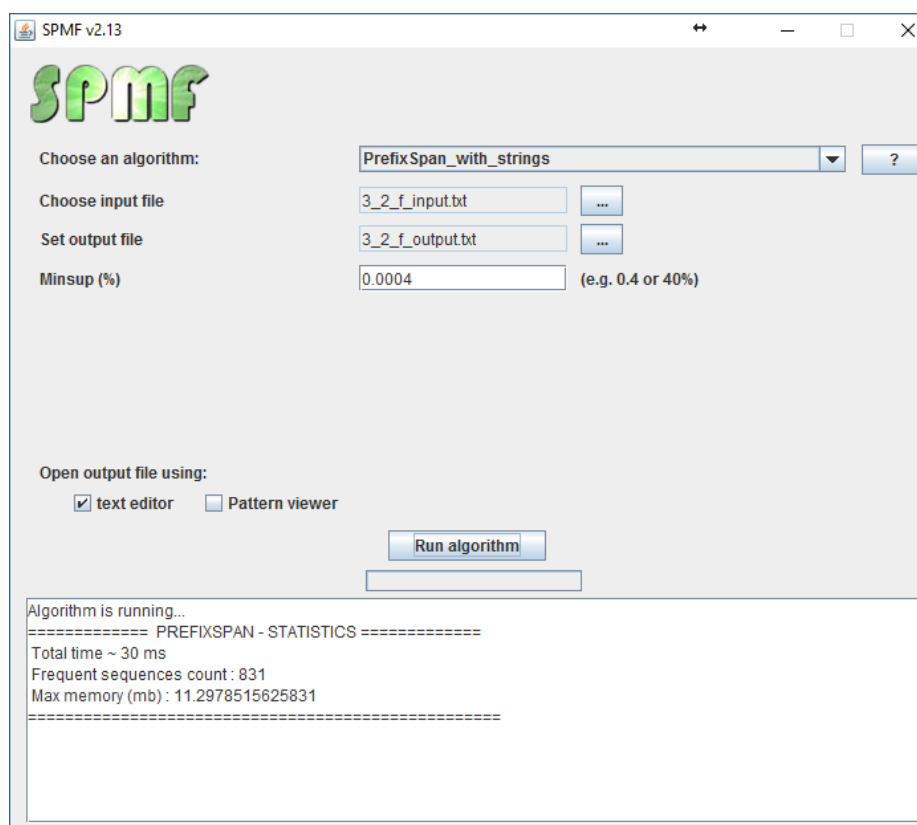 SPMF v2.13
SPMF
Choose an algorithm: PrefixSpan_with_strings ?
Choose input file 3_2_f_input.txt ...
Set output file 3_2_f_output.txt ...
Minsup (%) 0.0004 (e.g. 0.4 or 40%)
Open output file using:
text editor Pattern viewer
Run algorithm
Algorithm is running...
============= PREFIXSPAN - STATISTICS =============
Total time ~ 30 ms
Frequent sequences count : 831
Max memory (mb) : 11.2978515625831
===================================================